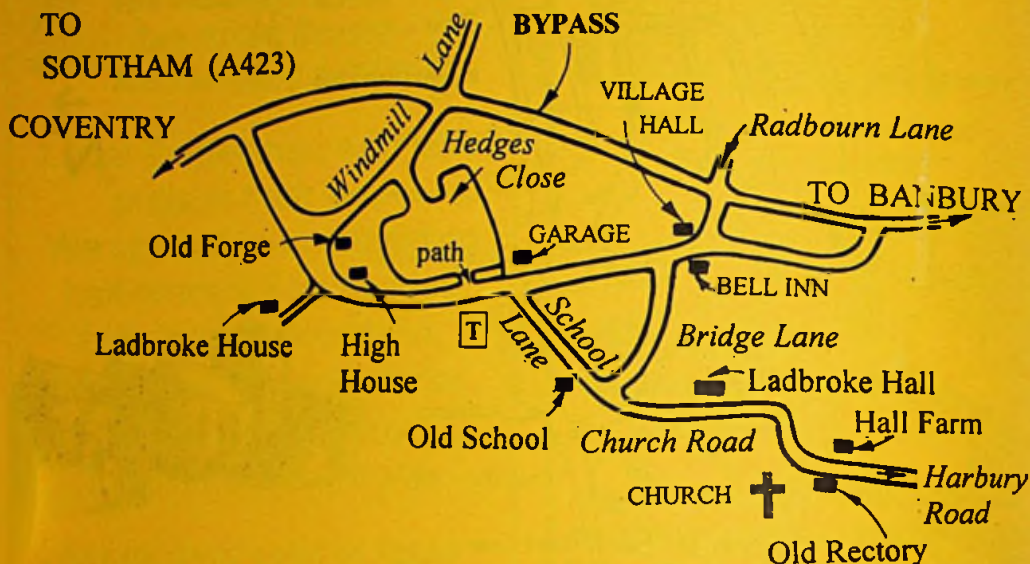 TO
SOUTHAM (A423)
COVENTRY
Lane
BYPASS
VILLAGE
HALL
Radbourn Lane
Windmill
Hedges
Close
TO BANBURY
Old Forge
path
GARAGE
BELL INN
Ladbroke House
High
House
T
School
Lane
Bridge Lane
Ladbroke Hall
Old School
Church Road
Hall Farm
CHURCH
Harbury
Road
Old Rectory